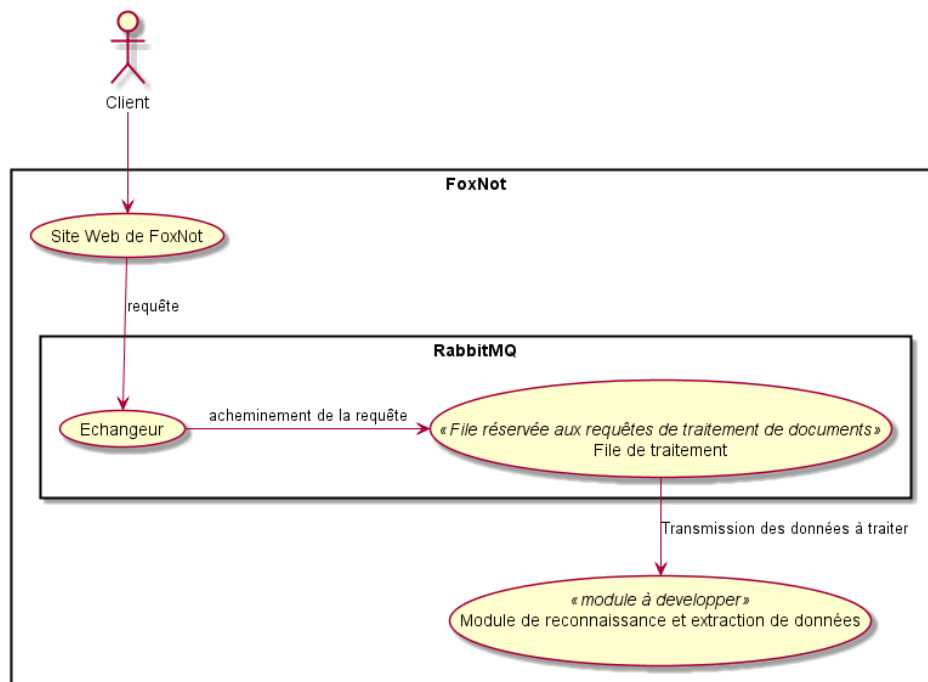 Client
FoxNot
Site Web de FoxNot
requête
RabbitMQ
acheminement de la requête
Echangeur
«File réservée aux requêtes de traitement de documents»
File de traitement
Transmission des données à traiter
«module à developper»
Module de reconnaissance et extraction de données